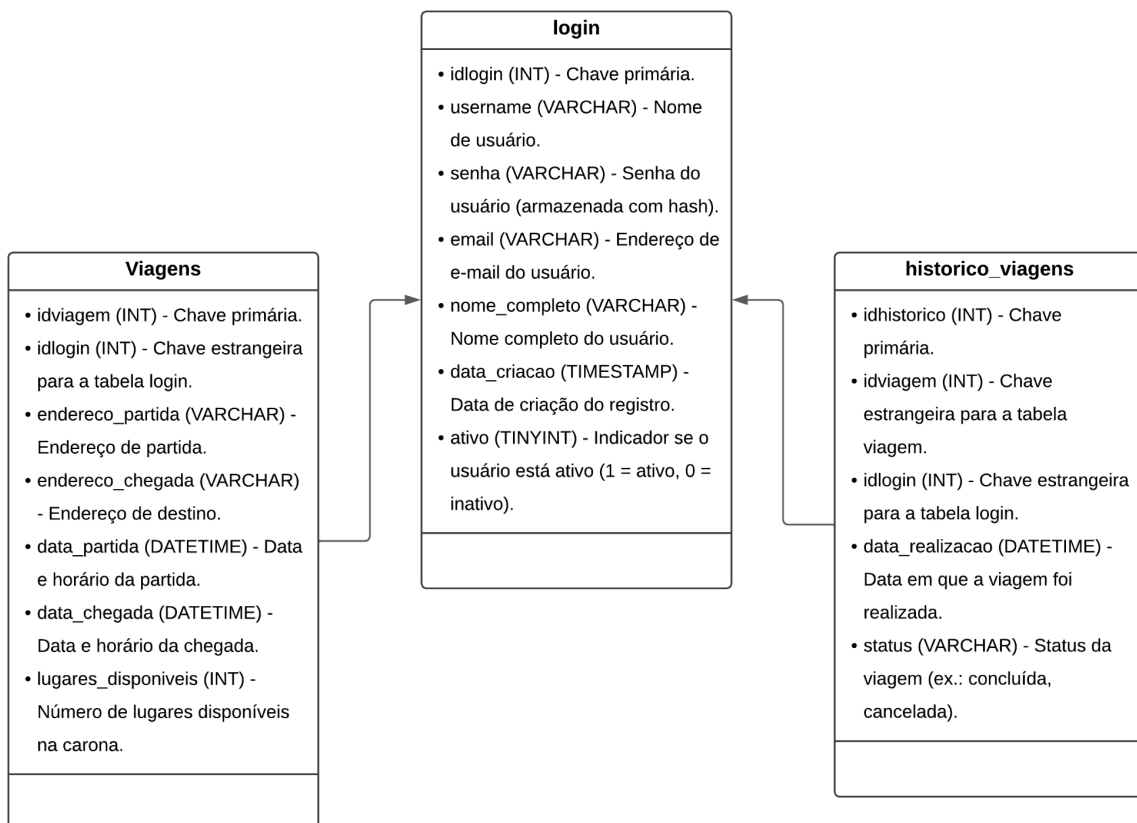 login
• idlogin (INT) - Chave primária.
• username (VARCHAR) - Nome
de usuário.
• senha (VARCHAR) - Senha do
usuário (armazenada com hash).
• email (VARCHAR) - Endereço de
e-mail do usuário.
• nome_completo (VARCHAR) -
Nome completo do usuário.
• data_criacao (TIMESTAMP) -
Data de criação do registro.
• ativo (TINYINT) - Indicador se o
usuário está ativo (1 = ativo, 0 =
inativo).
Viagens
• idviagem (INT) - Chave primária.
• idlogin (INT) - Chave estrangeira
para a tabela login.
• endereco_partida (VARCHAR) -
Endereço de partida.
• endereco_chegada (VARCHAR)
- Endereço de destino.
• data_partida (DATETIME) - Data
e horário da partida.
• data_chegada (DATETIME) -
Data e horário da chegada.
• lugares_disponiveis (INT) -
Número de lugares disponíveis
na carona.
historico_viagens
• idhistorico (INT) - Chave
primária.
• idviagem (INT) - Chave
estrangeira para a tabela
viagem.
• idlogin (INT) - Chave estrangeira
para a tabela login.
• data_realizacao (DATETIME) -
Data em que a viagem foi
realizada.
• status (VARCHAR) - Status da
viagem (ex.: concluída,
cancelada).